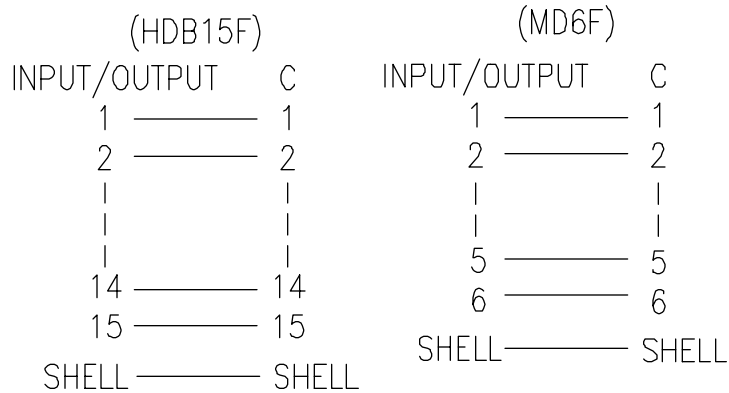 (HDB15F)
INPUT/OUTPUT C
1 1
2 2
14 14
15 15
SHELL SHELL
(MD6F)
INPUT/OUTPUT C
1 1
2 2
5 5
6 6
SHELL SHELL